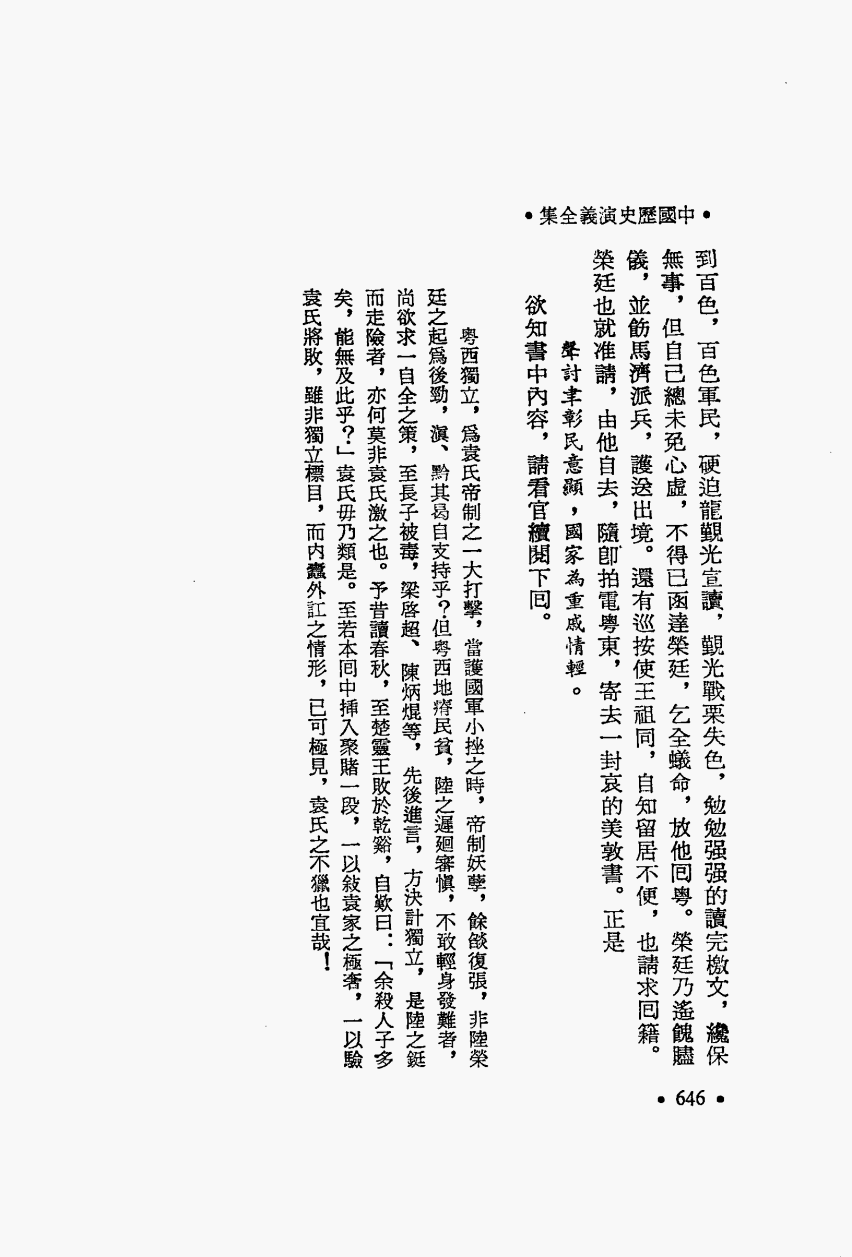 •中國歷史演義全集•
到百色，百色軍民，硬迫龍覲光宣讀，覲光戰栗失色，勉勉强强的讀完檄文，纔保
無事，但自己總未免心虛，不得已函達榮廷，乞全蟻命，放他回粵。榮廷乃遙餽贐
儀，並飭馬濟派兵，護送出境。還有巡按使王祖同，自知留居不便，也請求回籍。
榮廷也就准請，由他自去，隨卽拍電粵東，寄去一封哀的美敦書。正是
聲討聿彰民意顯，國家為重戚情輕。
欲知書中內容，請看官續閱下回。
粵西獨立，爲袁氏帝制之一大打擊，當護國軍小挫之時，帝制妖孽，餘燄復張，非陸榮
廷之起爲後勁，滇、黔其曷自支持乎？但粵西地瘠民貧，陸之遲廻審愼，不敢輕身發難者，
尚欲求一自全之策，至長子被毒，梁啓超、陳炳焜等，先後進言，方決計獨立，是陸之鋌
而走險者，亦何莫非袁氏激之也。予昔讀春秋，至楚靈王敗於乾谿，自歎曰：「余殺人子多
矣，能無及此乎？」袁氏毋乃類是。至若本回中揷入聚賭一段，一以敍袁家之極奢，一以驗
袁氏將敗，雖非獨立標目，而內蠹外訌之情形，已可極見，袁氏之不獵也宜哉！
•646•